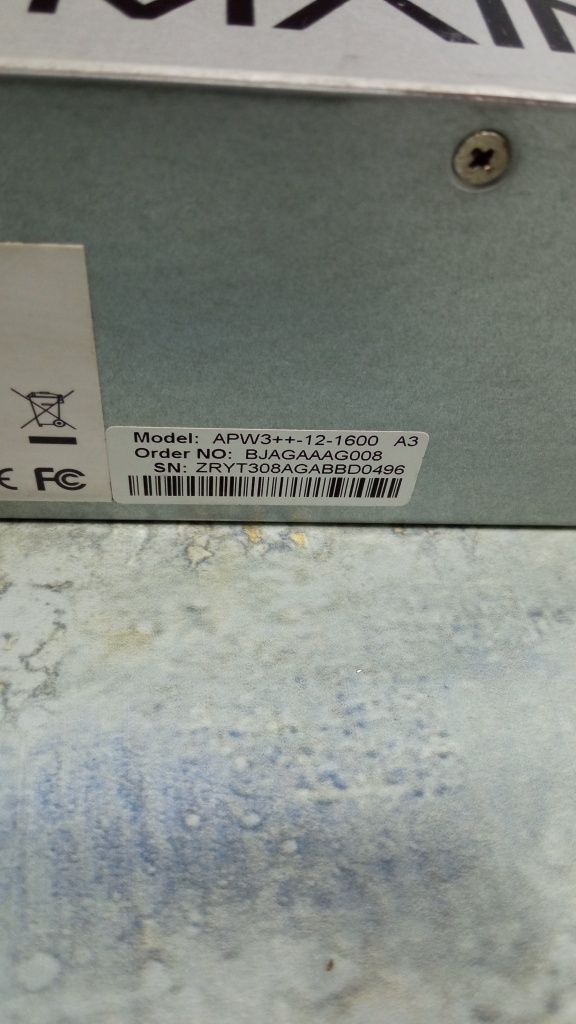 Model: APW3++-12-1600 A3
Order NO: BJAGAAAG008
SN: ZRYT308AGABBD0496
FC